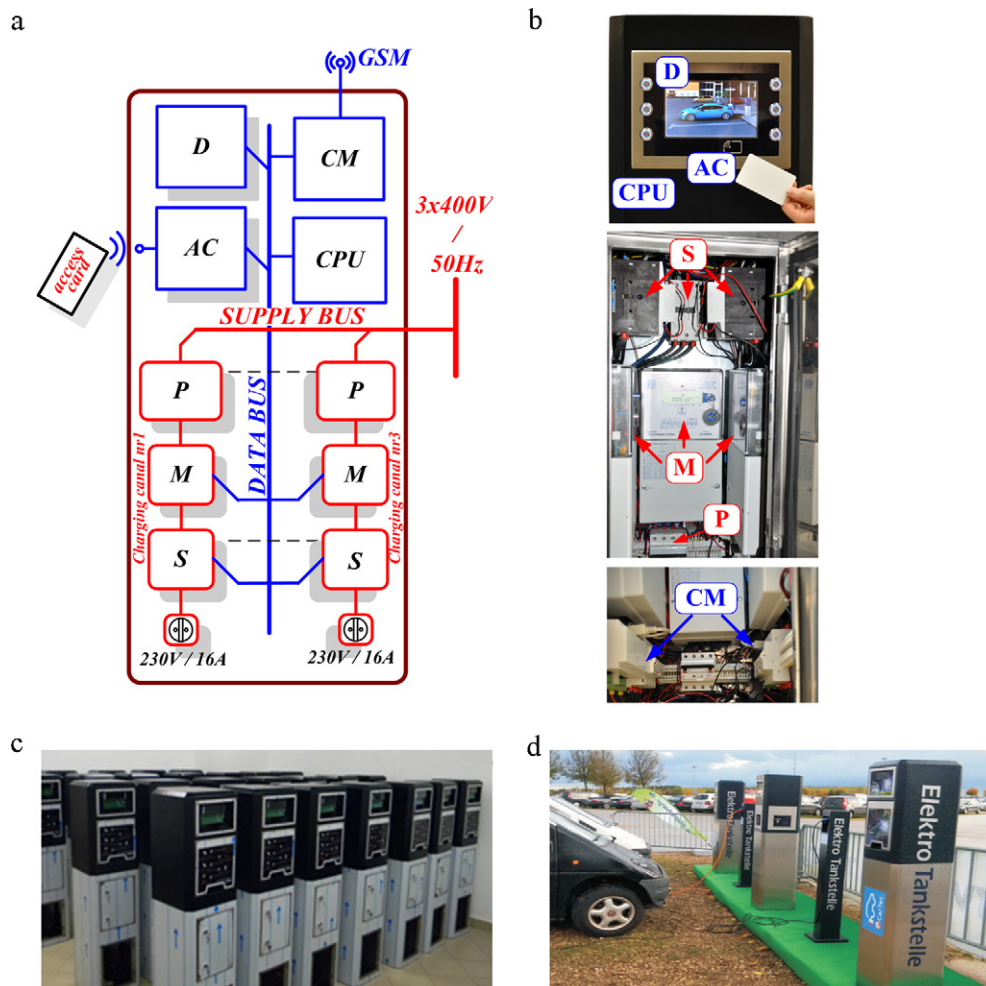 a
GSM
D
CM
AC
CPU
access
card
3x400V
/
50Hz
SUPPLY BUS
P
P
DATA BUS
Charging canal nr1
Charging canal nr3
M
M
S
S
230V / 16A
230V / 16A
b
D
AC
CPU
S
M
P
CM
c
d
Elektro Tankstelle
Elektro Tankstelle
Elektro Tankstelle